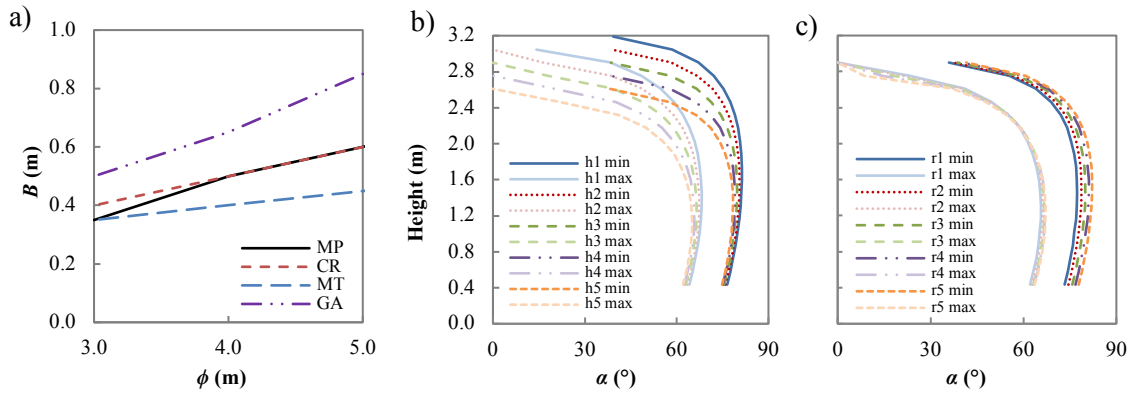 a)
B (m)
1.0
0.8
0.6
0.4
0.2
0.0
MP
CR
MT
GA
3.0 4.0 5.0
ϕ (m)
b)
Height (m)
3.2
2.8
2.4
2.0
1.6
1.2
0.8
0.4
0.0
h1 min
h1 max
h2 min
h2 max
h3 min
h3 max
h4 min
h4 max
h5 min
h5 max
0 30 60 90
α (°)
c)
r1 min
r1 max
r2 min
r2 max
r3 min
r3 max
r4 min
r4 max
r5 min
r5 max
0 30 60 90
α (°)